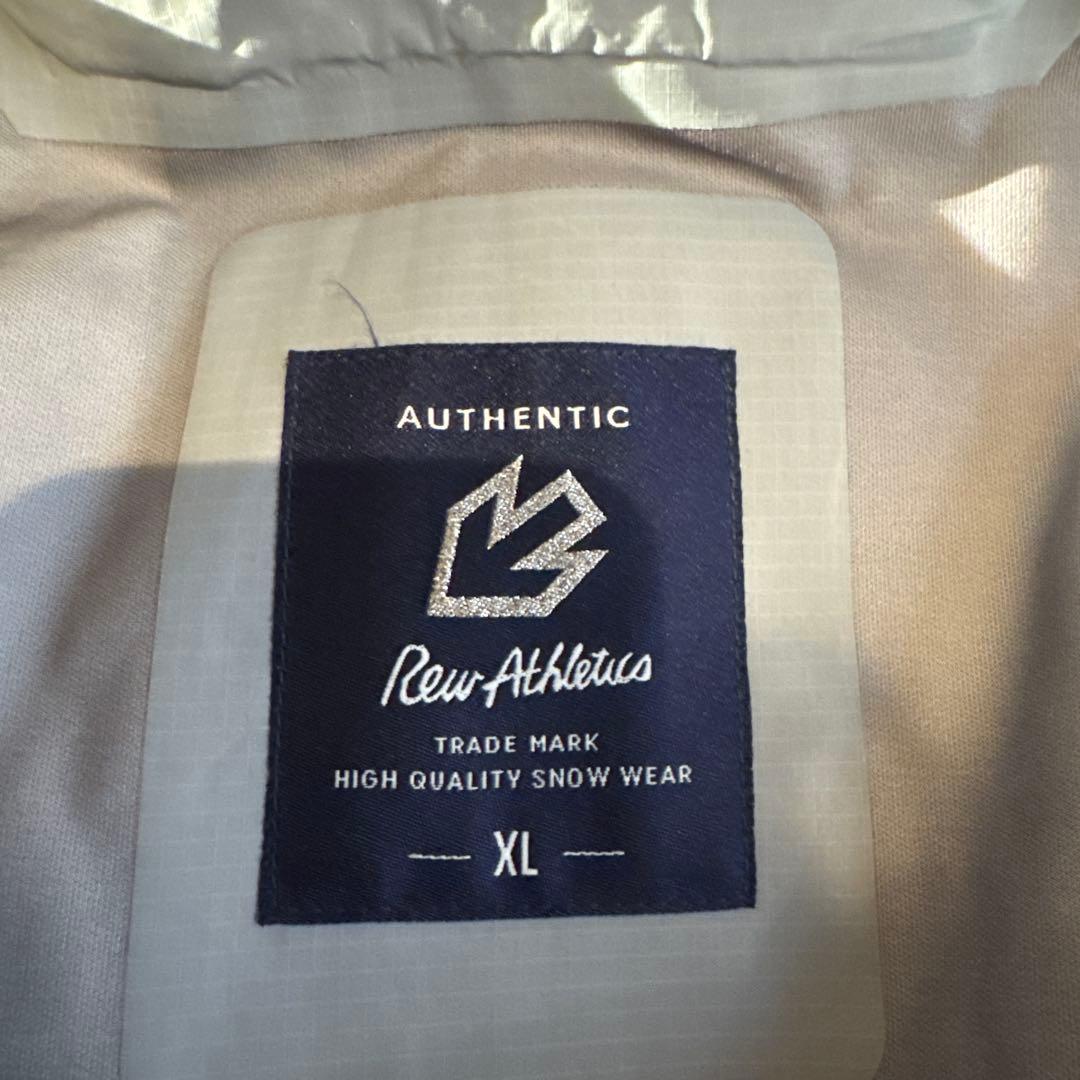 AUTHENTIC
Rew Athletics
TRADE MARK
HIGH QUALITY SNOW WEAR
XL